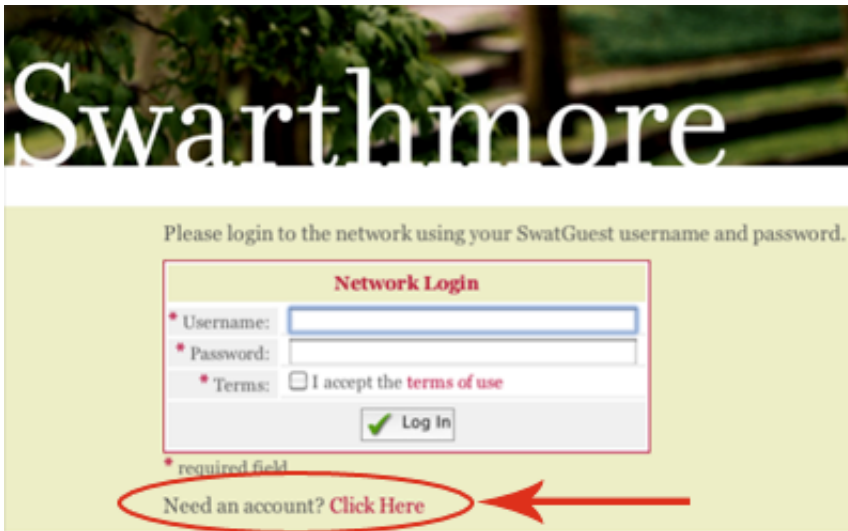 Swarthmore
Please login to the network using your SwatGuest username and password.
Network Login
* Username:
* Password:
* Terms: I accept the terms of use
Log In
* required field
Need an account? Click Here